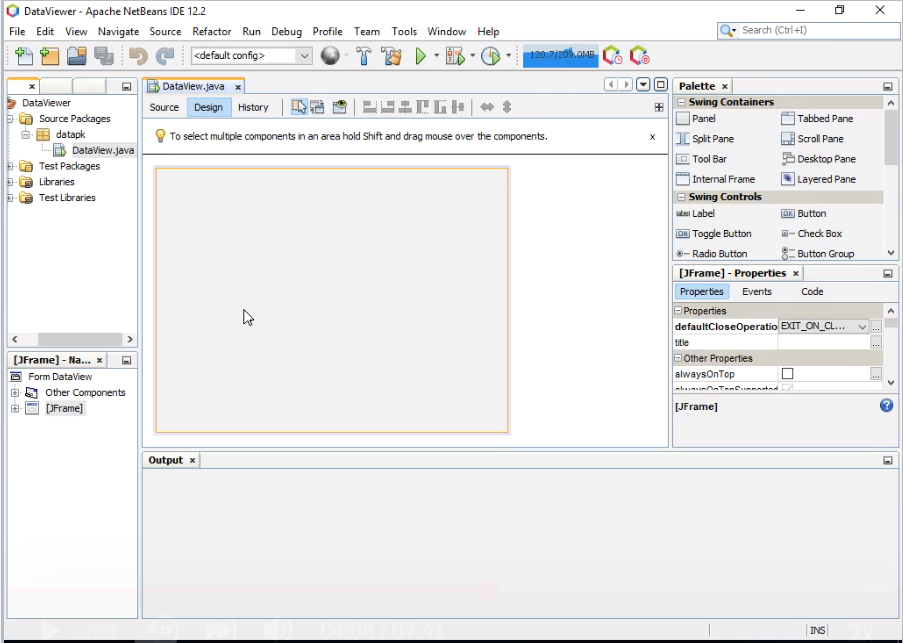 DataViewer - Apache NetBeans IDE 12.2
File Edit View Navigate Source Refactor Run Debug Profile Team Tools Window Help
Search (Ctrl+I)
<default config>
120.7/209.0MB
DataViewer
Source Packages
datapk
DataView.java
Test Packages
Libraries
Test Libraries
[JFrame] - Na...
Form DataView
Other Components
[JFrame]
DataView.java
Source Design History
To select multiple components in an area hold Shift and drag mouse over the components.
x
Output
Palette
Swing Containers
Panel Tabbed Pane
Split Pane Scroll Pane
Tool Bar Desktop Pane
Internal Frame Layered Pane
Swing Controls
label Label OK Button
ON Toggle Button Check Box
Radio Button Button Group
[JFrame] - Properties
Properties Events Code
Properties
defaultCloseOperatio EXIT_ON_CL... ...
title ...
Other Properties
alwaysOnTop ...
alwaysOnTopSupported
[JFrame]
INS